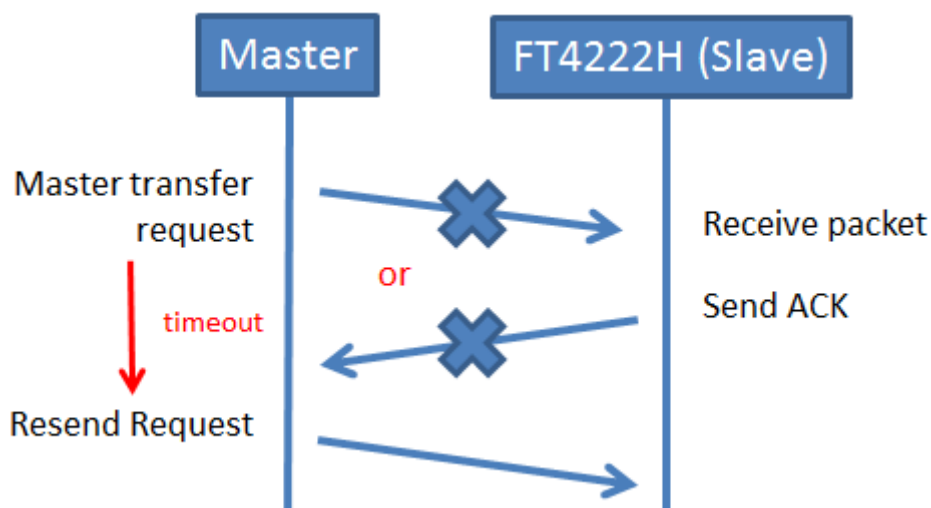 Master
FT4222H (Slave)
Master transfer
request
Receive packet
or
Send ACK
timeout
Resend Request